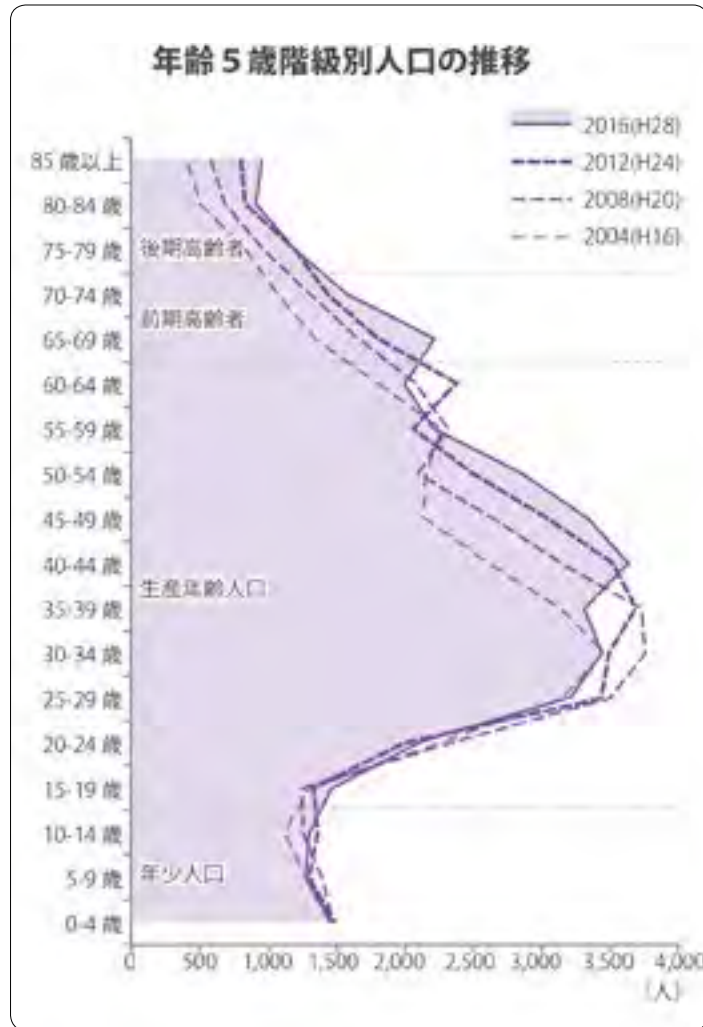 年齢5歳階級別人口の推移
2016(H28)
2012(H24)
2008(H20)
2004(H16)
85歳以上
80-84歳
75-79歳
70-74歳
65-69歳
60-64歳
55-59歳
50-54歳
45-49歳
40-44歳
35-39歳
30-34歳
25-29歳
20-24歳
15-19歳
10-14歳
5-9歳
0-4歳
後期高齢者
前期高齢者
生産年齢人口
年少人口
0 500 1,000 1,500 2,000 2,500 3,000 3,500 4,000
(人)